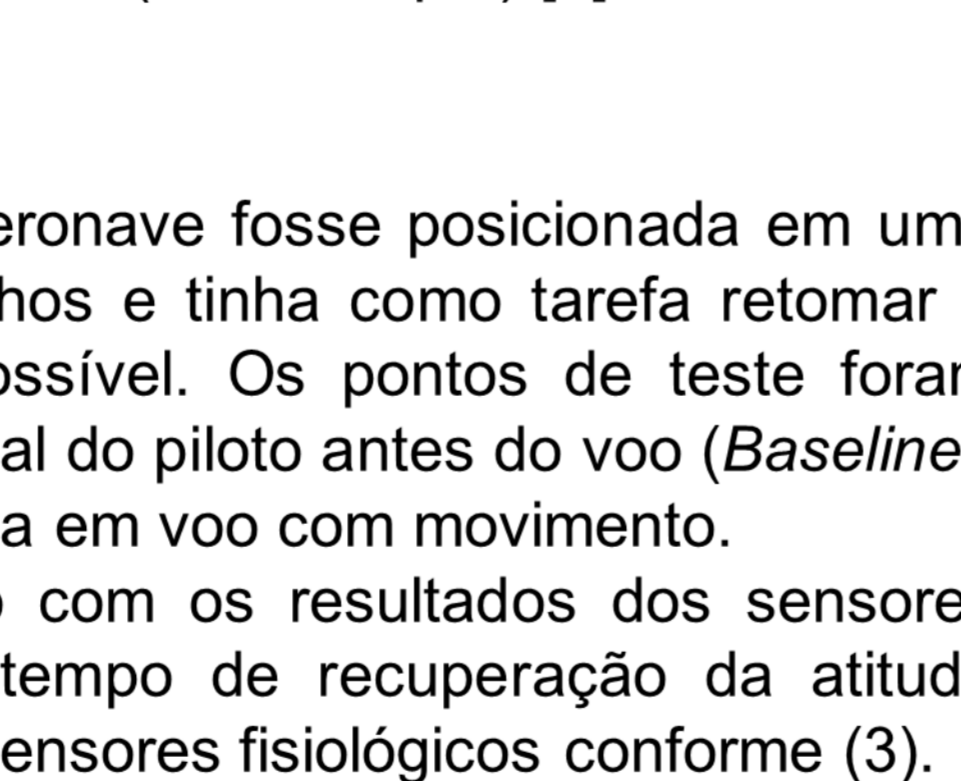 eronave fosse posicionada em um
hos e tinha como tarefa retomar
ossível. Os pontos de teste foram
al do piloto antes do voo (Baseline
a em voo com movimento.
o com os resultados dos sensore
tempo de recuperação da atitud
ensores fisiológicos conforme (3).